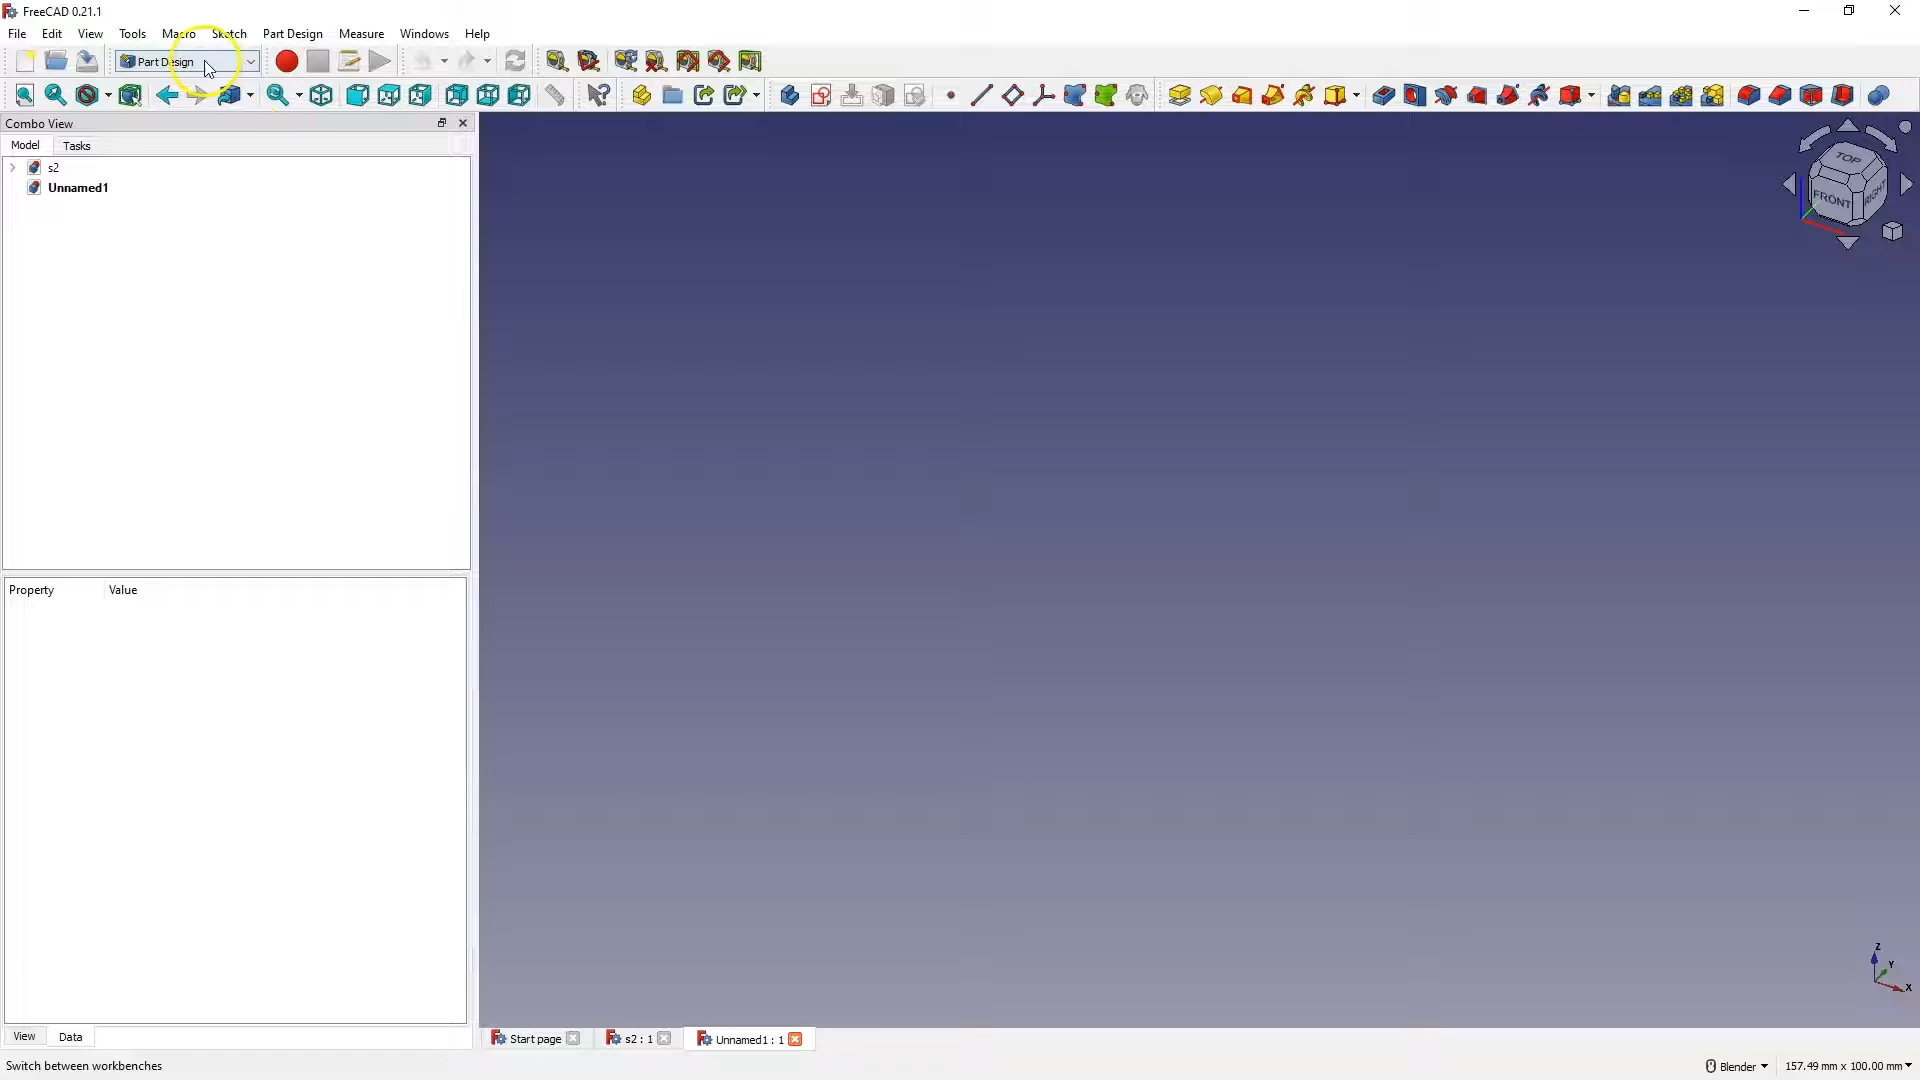 FreeCAD 0.21.1
File Edit View Tools Macro Sketch Part Design Measure Windows Help
Part Design
Combo View
Model Tasks
s2
Unnamed1
TOP
FRONT RIGHT
Property Value
Z
Y
X
View Data
Start page s2 : 1 Unnamed1 : 1
Switch between workbenches Blender 157.49 mm x 100.00 mm